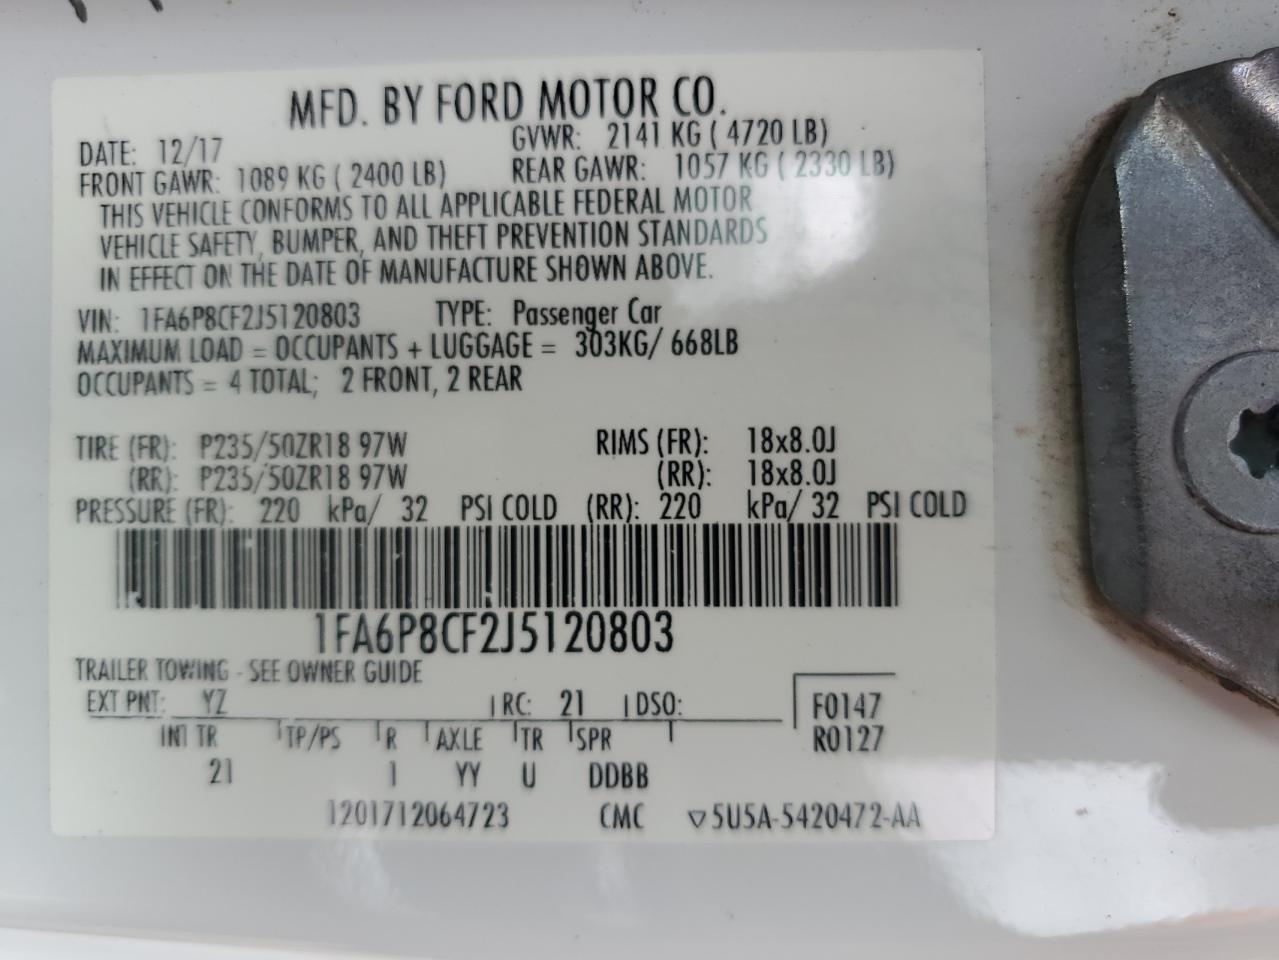 MFD. BY FORD MOTOR CO.
DATE: 12/17 GVWR: 2141 KG ( 4720 LB)
FRONT GAWR: 1089 KG ( 2400 LB) REAR GAWR: 1057 KG ( 2330 LB)
THIS VEHICLE CONFORMS TO ALL APPLICABLE FEDERAL MOTOR
VEHICLE SAFETY, BUMPER, AND THEFT PREVENTION STANDARDS
IN EFFECT ON THE DATE OF MANUFACTURE SHOWN ABOVE.
VIN: 1FA6P8CF2J5120803 TYPE: Passenger Car
MAXIMUM LOAD = OCCUPANTS + LUGGAGE = 303KG/ 668LB
OCCUPANTS = 4 TOTAL; 2 FRONT, 2 REAR
TIRE (FR): P235/50ZR18 97W RIMS (FR): 18x8.0J
(RR): P235/50ZR18 97W (RR): 18x8.0J
PRESSURE (FR): 220 kPa/ 32 PSI COLD (RR): 220 kPa/ 32 PSI COLD
1FA6P8CF2J5120803
TRAILER TOWING - SEE OWNER GUIDE
EXT PNT: YZ RC: 21 DSO: F0147
INT TR TP/PS R AXLE TR SPR R0127
21 1 YY U DDBB
1201712064723 CMC ▽5U5A-5420472-AA